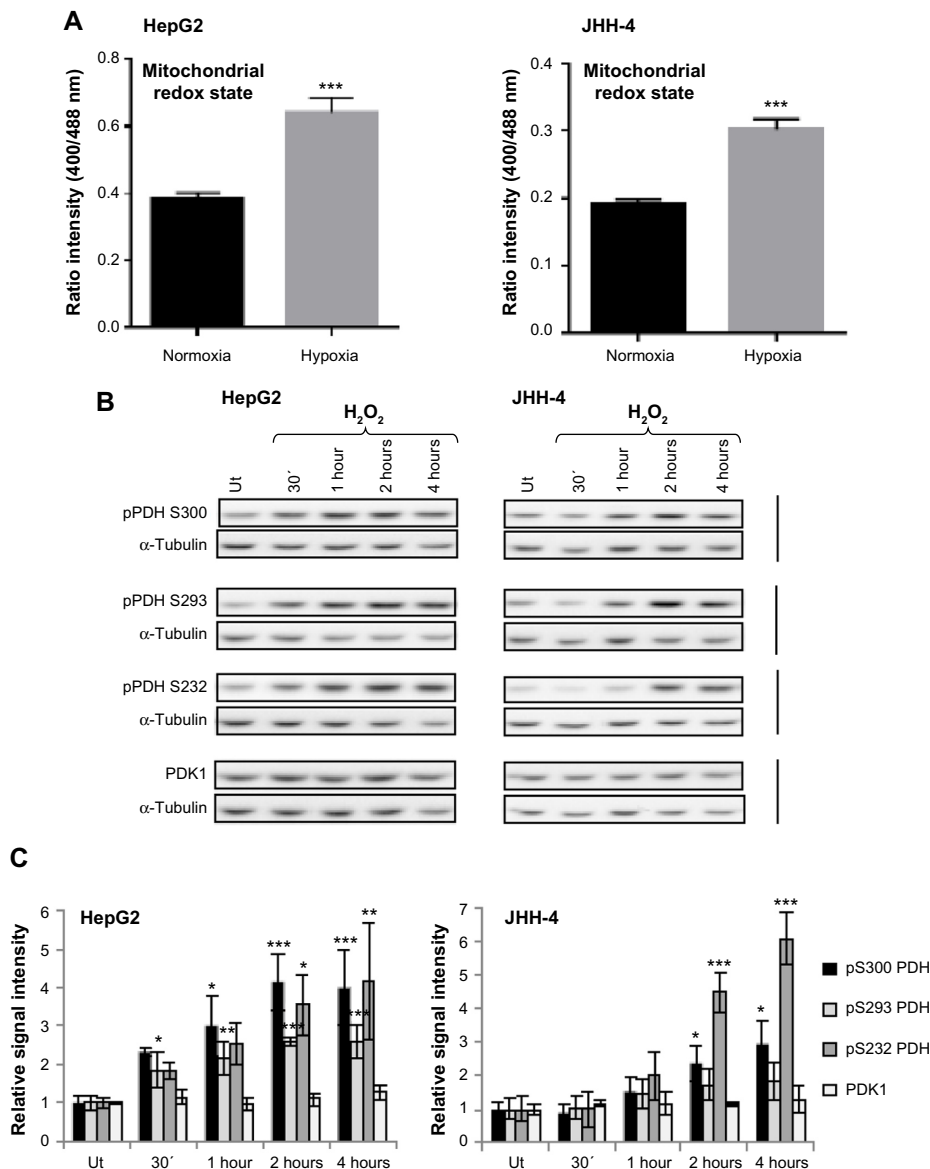 A
HepG2
JHH-4
Mitochondrial
redox state
Ratio intensity (400/488 nm)
0.8
0.6
0.4
0.2
0.0
***
Normoxia
Hypoxia
Mitochondrial
redox state
Ratio intensity (400/488 nm)
0.4
0.3
0.2
0.1
0.0
***
Normoxia
Hypoxia
B
HepG2
JHH-4
H₂O₂
H₂O₂
Ut 30´ 1 hour 2 hours 4 hours
Ut 30´ 1 hour 2 hours 4 hours
pPDH S300
α-Tubulin
pPDH S293
α-Tubulin
pPDH S232
α-Tubulin
PDK1
α-Tubulin
C
HepG2
Relative signal intensity
6
5
4
3
2
1
0
* * ** *** *** * *** *** **
Ut 30´ 1 hour 2 hours 4 hours
JHH-4
Relative signal intensity
7
6
5
4
3
2
1
0
* *** * ***
Ut 30´ 1 hour 2 hours 4 hours
pS300 PDH
pS293 PDH
pS232 PDH
PDK1